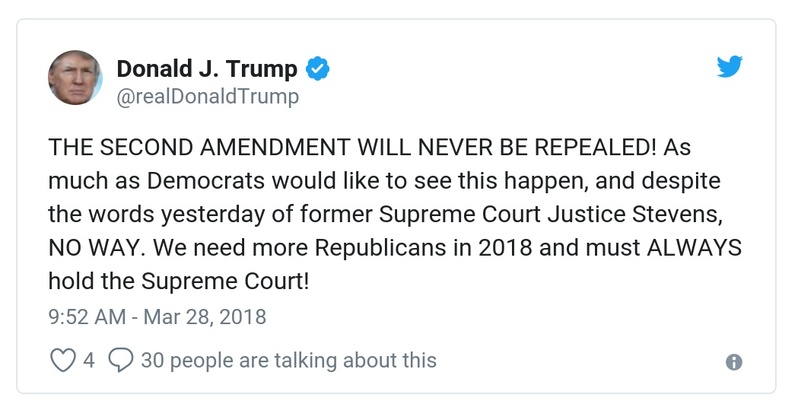 Donald J. Trump
@realDonaldTrump
THE SECOND AMENDMENT WILL NEVER BE REPEALED! As
much as Democrats would like to see this happen, and despite
the words yesterday of former Supreme Court Justice Stevens,
NO WAY. We need more Republicans in 2018 and must ALWAYS
hold the Supreme Court!
9:52 AM - Mar 28, 2018
4 30 people are talking about this